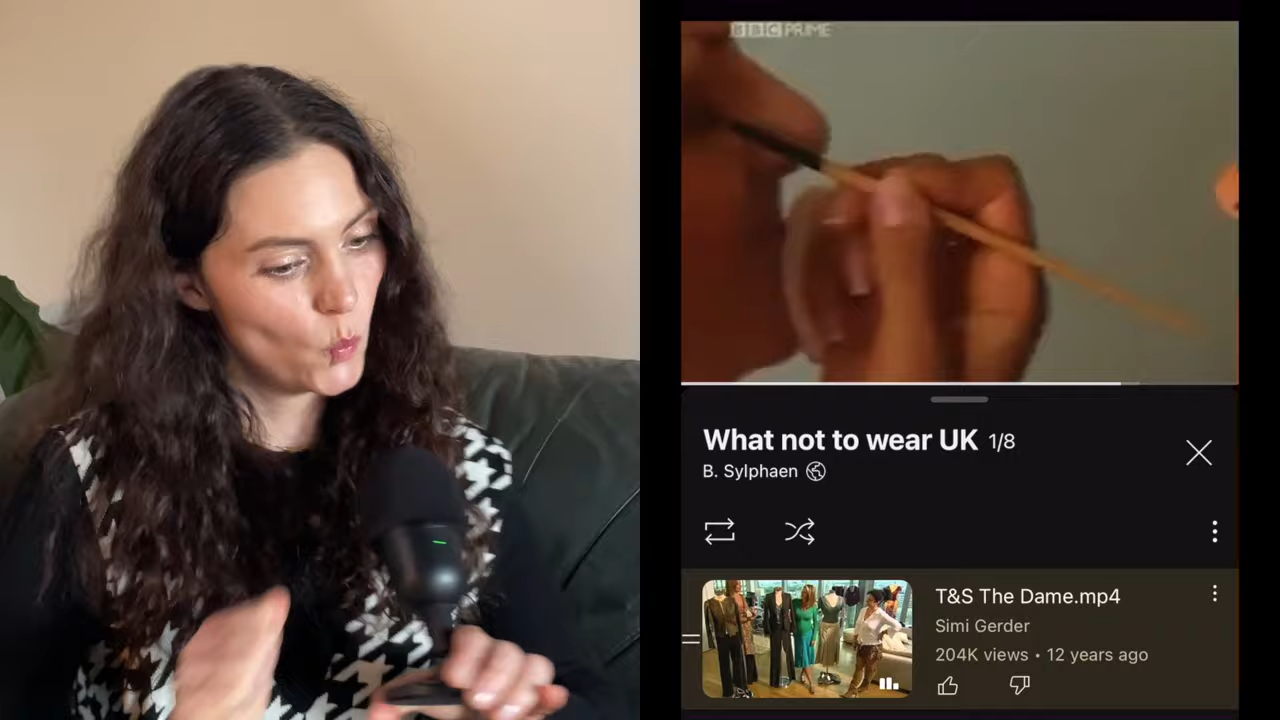 BBC PRIME
What not to wear UK 1/8
B. Sylphaen
T&S The Dame.mp4
Simi Gerder
204K views • 12 years ago